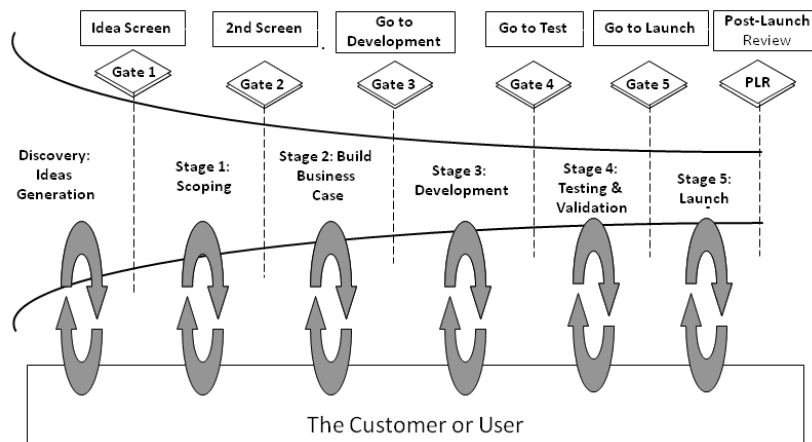 Idea Screen
2nd Screen
.
Go to
Development
Go to Test
Go to Launch
Post-Launch
Review
Gate 1
Gate 2
Gate 3
Gate 4
Gate 5
PLR
Discovery:
Ideas
Generation
Stage 1:
Scoping
Stage 2: Build
Business
Case
Stage 3:
Development
Stage 4:
Testing &
Validation
Stage 5:
Launch
The Customer or User